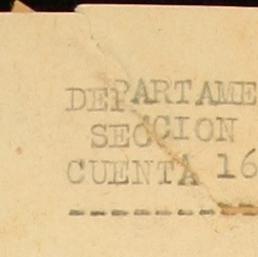 DEPARTAME
SECCION
CUENTA 16
----------